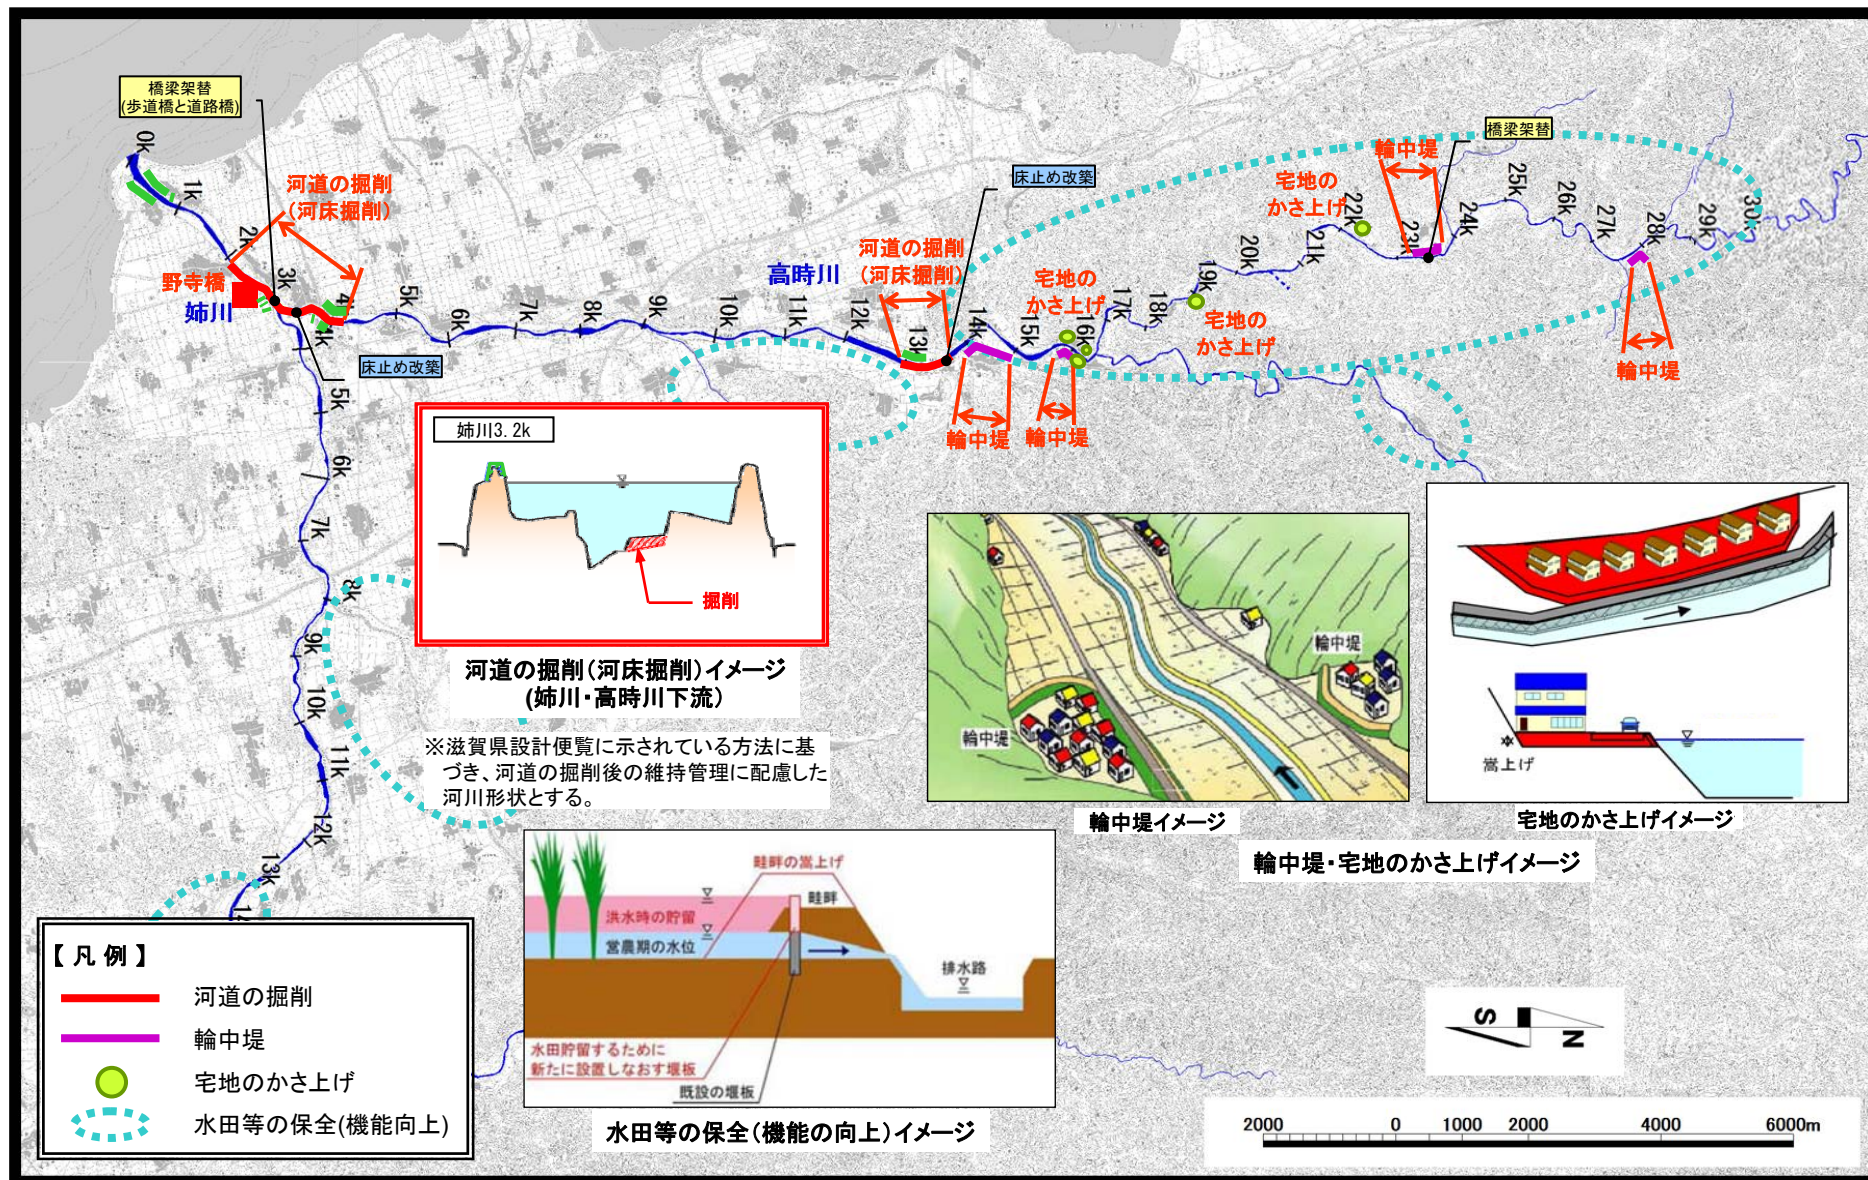 橋梁架替
(歩道橋と道路橋)
0k
1k
2k
3k
4k
5k
6k
7k
8k
9k
10k
11k
12k
13k
14k
15k
16k
17k
18k
19k
20k
21k
22k
23k
24k
25k
26k
27k
28k
29k
30k
河道の掘削
(河床掘削)
野寺橋
姉川
床止め改築
高時川
河道の掘削
(河床掘削)
床止め改築
宅地の
かさ上げ
宅地の
かさ上げ
宅地の
かさ上げ
輪中堤
橋梁架替
輪中堤
輪中堤
輪中堤
4k
5k
6k
7k
8k
9k
10k
11k
12k
13k
姉川3.2k
掘削
河道の掘削(河床掘削)イメージ
(姉川・高時川下流)
※滋賀県設計便覧に示されている方法に基
づき、河道の掘削後の維持管理に配慮した
河川形状とする。
輪中堤
輪中堤
輪中堤イメージ
嵩上げ
宅地のかさ上げイメージ
輪中堤・宅地のかさ上げイメージ
畦畔の嵩上げ
畦畔
洪水時の貯留
営農期の水位
排水路
水田貯留するために
新たに設置しなおす堰板
既設の堰板
水田等の保全(機能の向上)イメージ
【凡例】
河道の掘削
輪中堤
宅地のかさ上げ
水田等の保全(機能向上)
S
N
2000 0 1000 2000 4000 6000m